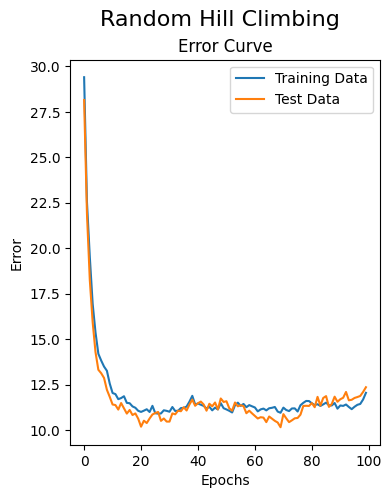 Random Hill Climbing
Error Curve
30.0
27.5
25.0
22.5
20.0
17.5
15.0
12.5
10.0
Error
Training Data
Test Data
0
20
40
60
80
100
Epochs